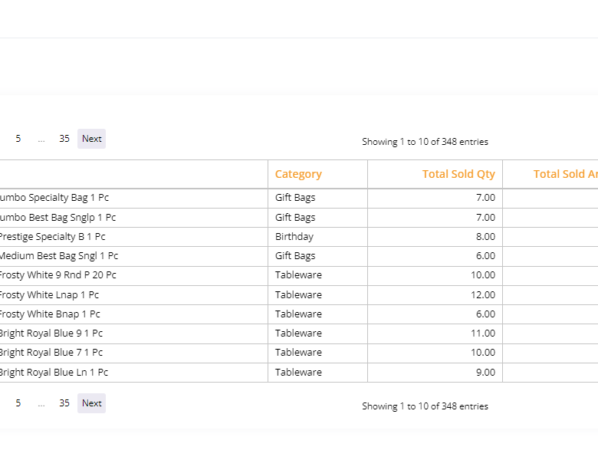 5 ... 35 Next Showing 1 to 10 of 348 entries
Category Total Sold Qty Total Sold
umbo Specialty Bag 1 Pc Gift Bags 7.00
umbo Best Bag Snglp 1 Pc Gift Bags 7.00
Prestige Specialty B 1 Pc Birthday 8.00
Medium Best Bag Sngl 1 Pc Gift Bags 6.00
Frosty White 9 Rnd P 20 Pc Tableware 10.00
Frosty White Lnap 1 Pc Tableware 12.00
Frosty White Bnap 1 Pc Tableware 6.00
Bright Royal Blue 9 1 Pc Tableware 11.00
Bright Royal Blue 7 1 Pc Tableware 10.00
Bright Royal Blue Ln 1 Pc Tableware 9.00
5 ... 35 Next Showing 1 to 10 of 348 entries